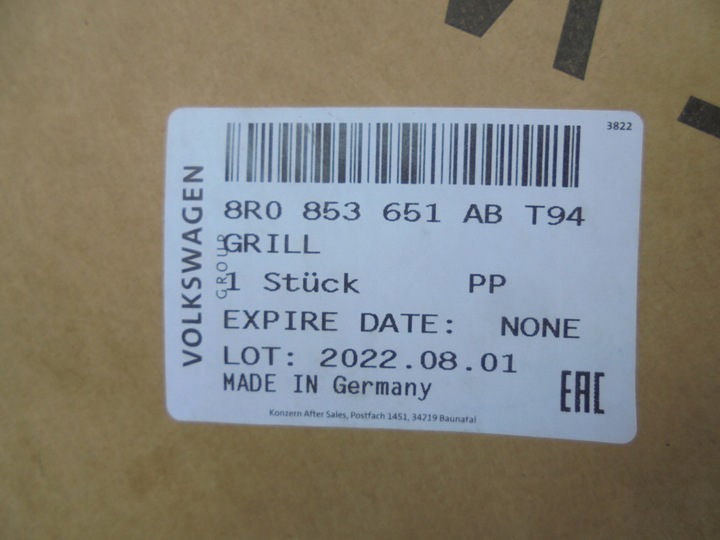 3822
VOLKSWAGEN
GROUP
8R0 853 651 AB T94
GRILL
1 Stück PP
EXPIRE DATE: NONE
LOT: 2022.08.01
MADE IN Germany
EAC
Konzern After Sales, Postfach 1451, 34219 Baunatal